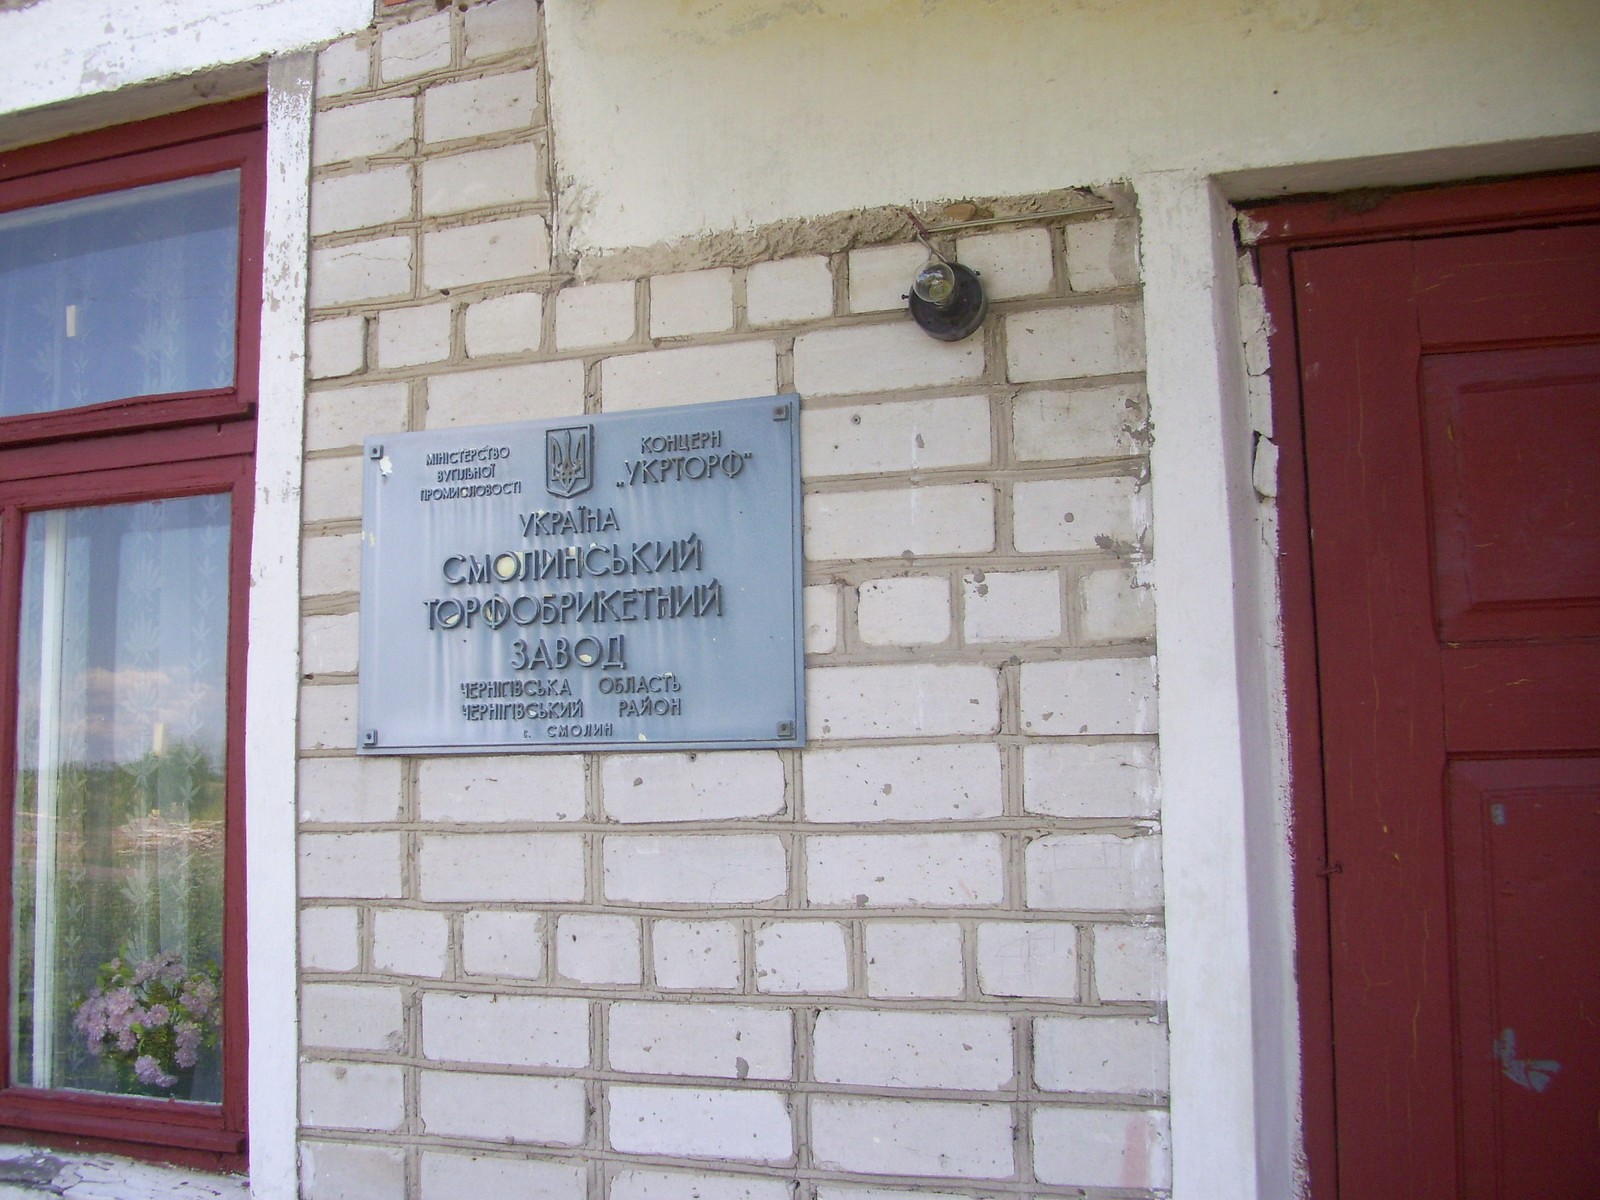 МІНІСТЕРСТВО
ВУГІЛЬНОЇ
ПРОМИСЛОВОСТІ
КОНЦЕРН
„УКРТОРФ"
УКРАЇНА
СМОЛИНСЬКИЙ
ТОРФОБРИКЕТНИЙ
ЗАВОД
ЧЕРНІГІВСЬКА ОБЛАСТЬ
ЧЕРНІГІВСЬКИЙ РАЙОН
с. СМОЛИН